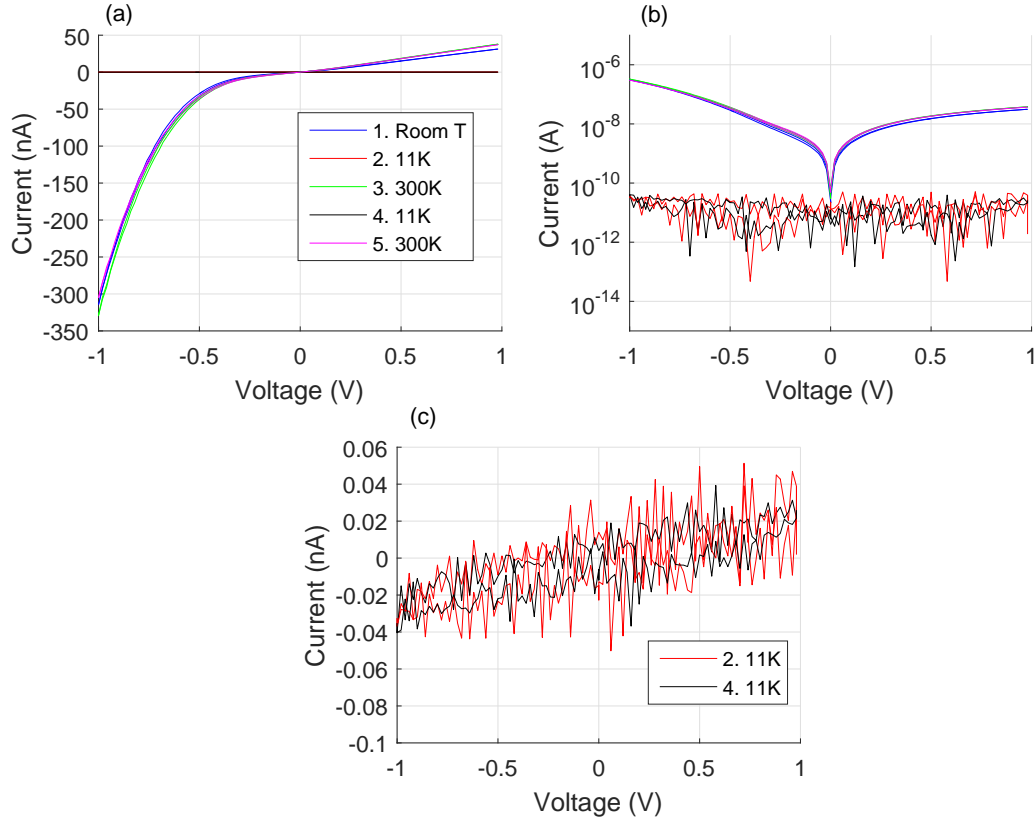 (a)
Current (nA)
50
0
-50
-100
-150
-200
-250
-300
-350
-1
-0.5
0
0.5
1
Voltage (V)
1. Room T
2. 11K
3. 300K
4. 11K
5. 300K
(b)
Current (A)
10^-6
10^-8
10^-10
10^-12
10^-14
-1
-0.5
0
0.5
1
Voltage (V)
(c)
Current (nA)
0.06
0.04
0.02
0
-0.02
-0.04
-0.06
-0.08
-0.1
-1
-0.5
0
0.5
1
Voltage (V)
2. 11K
4. 11K